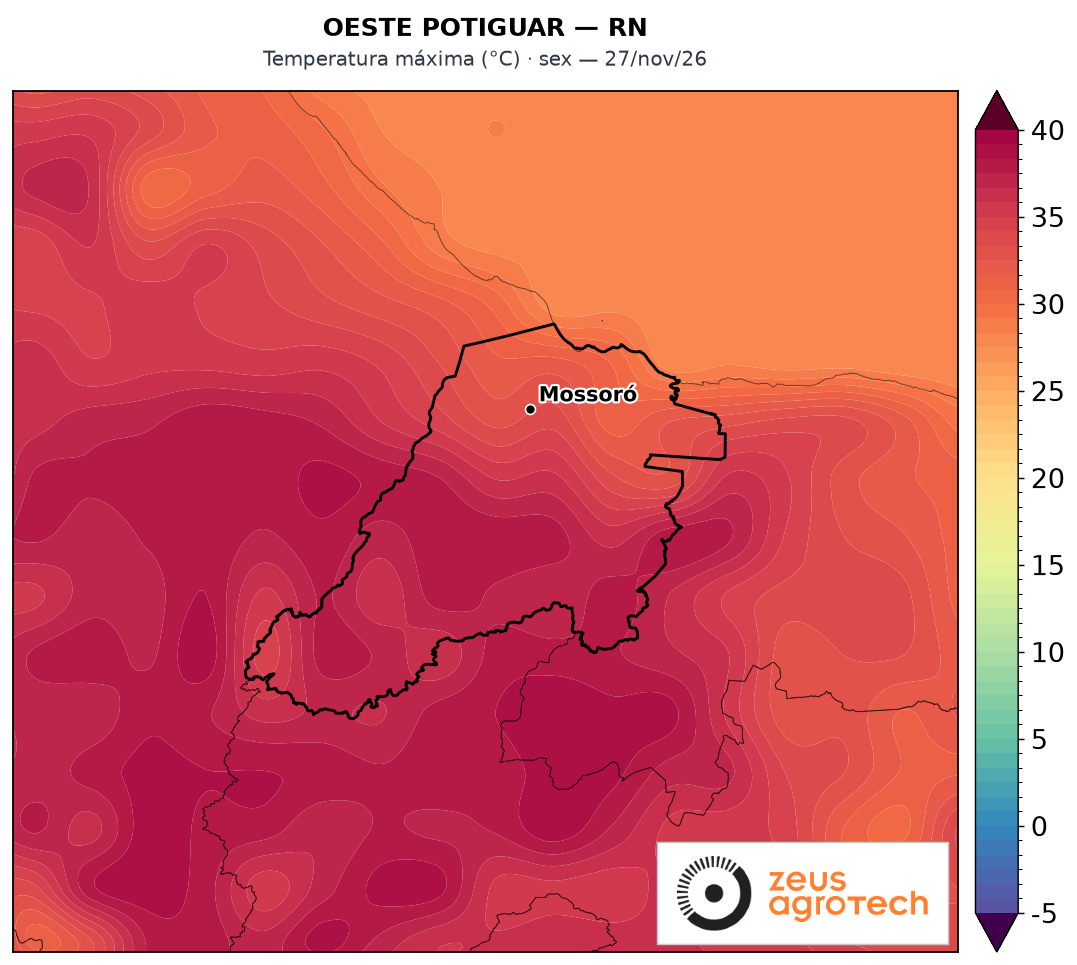 OESTE POTIGUAR — RN
Temperatura máxima (°C) · sex — 27/nov/26
Mossoró
40
35
30
25
20
15
10
5
0
-5
zeus
agrotech